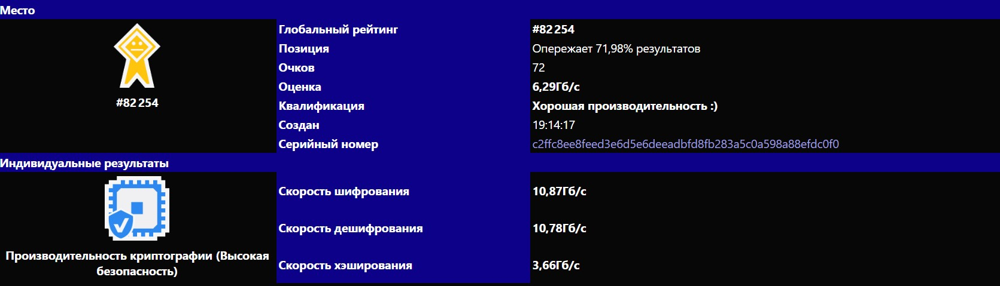 Место
#82 254
Глобальный рейтинг #82 254
Позиция Опережает 71,98% результатов
Очков 72
Оценка 6,29Гб/с
Квалификация Хорошая производительность :)
Создан 19:14:17
Серийный номер c2ffc8ee8feed3e6d5e6deeadbfd8fb283a5c0a598a88efdc0f0
Индивидуальные результаты
Производительность криптографии (Высокая
безопасность)
Скорость шифрования 10,87Гб/с
Скорость дешифрования 10,78Гб/с
Скорость хэширования 3,66Гб/с